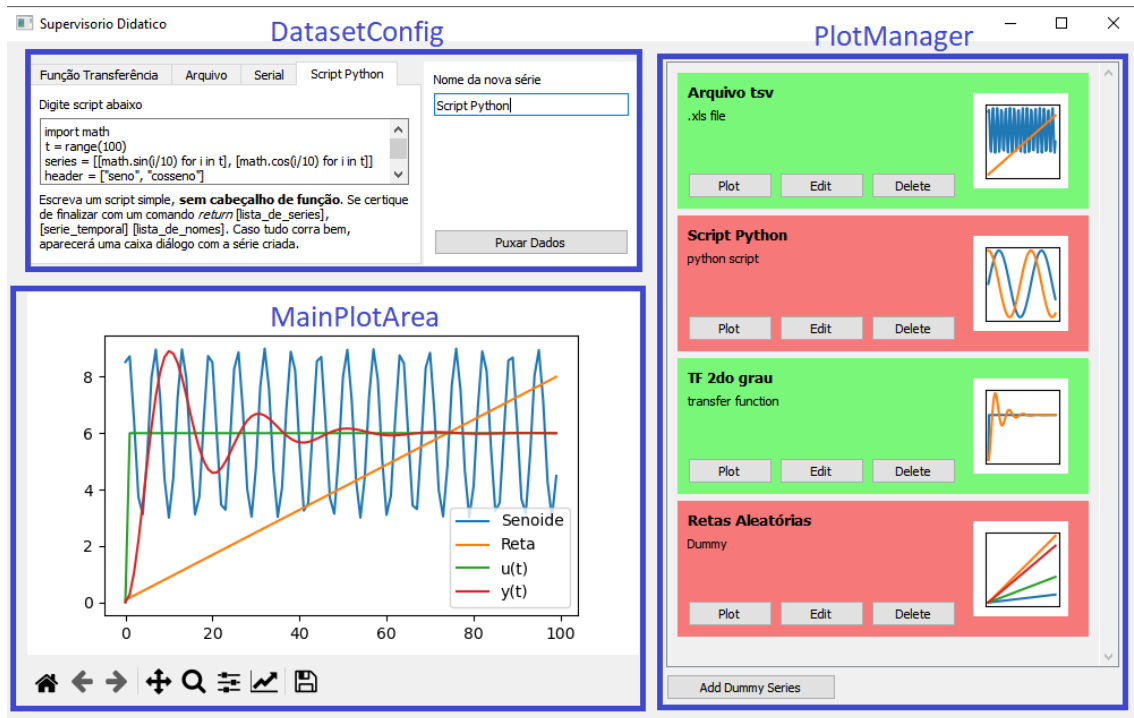 Supervisorio Didatico
DatasetConfig
PlotManager
Função Transferência
Arquivo
Serial
Script Python
Digite script abaixo
import math
t = range(100)
series = [[math.sin(i/10) for i in t], [math.cos(i/10) for i in t]]
header = ["seno", "cosseno"]
Escreva um script simple, sem cabeçalho de função. Se certique
de finalizar com um comando return [lista_de_series],
[serie_temporal] [lista_de_nomes]. Caso tudo corra bem,
aparecerá uma caixa diálogo com a série criada.
Nome da nova série
Script Python
Puxar Dados
MainPlotArea
8
6
4
2
0
0
20
40
60
80
100
Senoide
Reta
u(t)
y(t)
Arquivo tsv
.xls file
Plot
Edit
Delete
Script Python
python script
Plot
Edit
Delete
TF 2do grau
transfer function
Plot
Edit
Delete
Retas Aleatórias
Dummy
Plot
Edit
Delete
Add Dummy Series